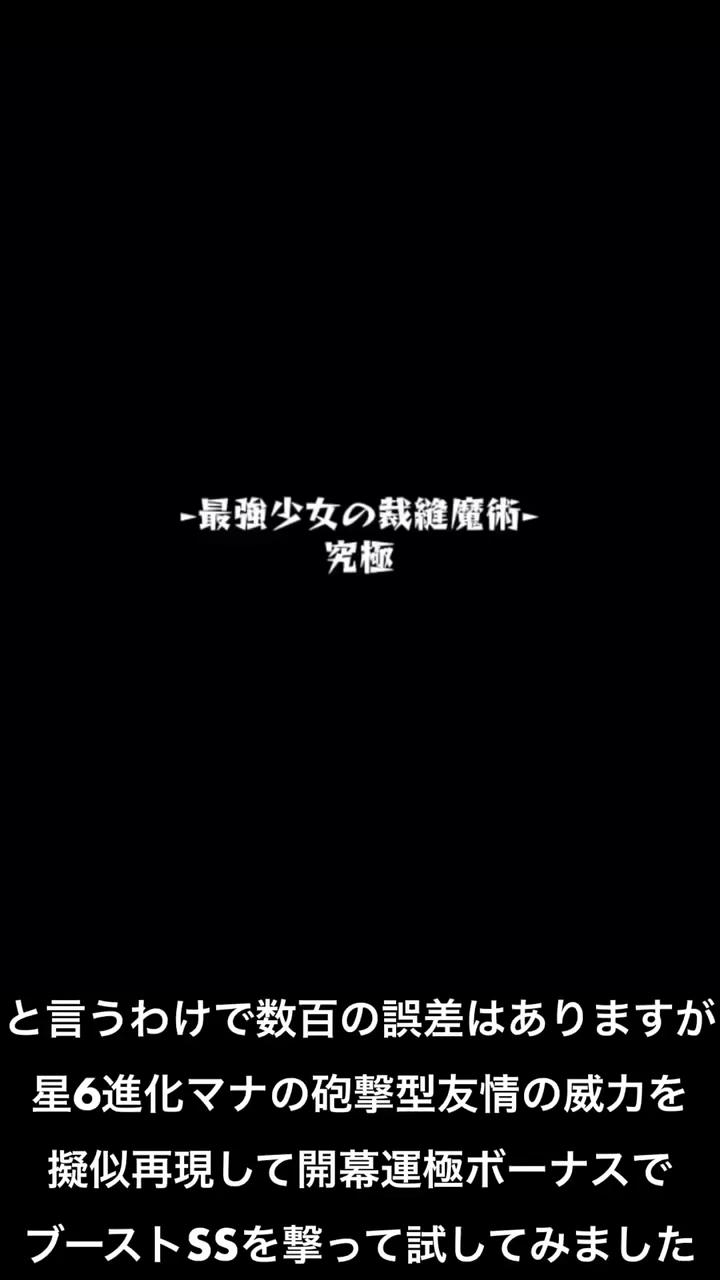 -最強少女の裁縫魔術-
究極
と言うわけで数百の誤差はありますが
星6進化マナの砲撃型友情の威力を
擬似再現して開幕運極ボーナスで
ブーストSSを撃って試してみました